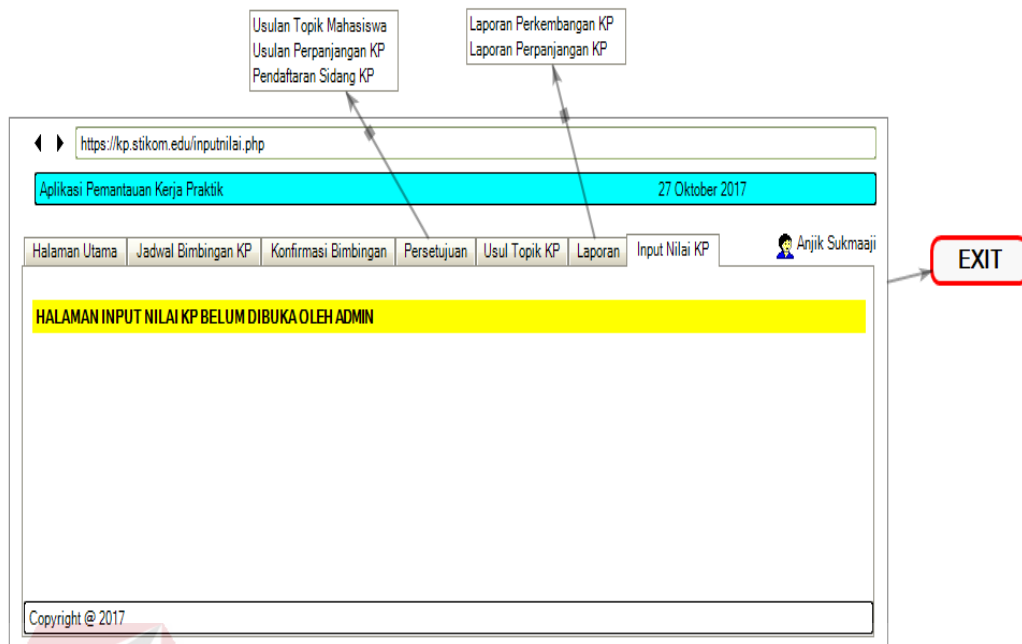 Usulan Topik Mahasiswa
Usulan Perpanjangan KP
Pendaftaran Sidang KP
Laporan Perkembangan KP
Laporan Perpanjangan KP
https://kp.stikom.edu/inputnilai.php
Aplikasi Pemantauan Kerja Praktik 27 Oktober 2017
Halaman Utama Jadwal Bimbingan KP Konfirmasi Bimbingan Persetujuan Usul Topik KP Laporan Input Nilai KP Anjik Sukmaaji
EXIT
HALAMAN INPUT NILAI KP BELUM DIBUKA OLEH ADMIN
Copyright @ 2017